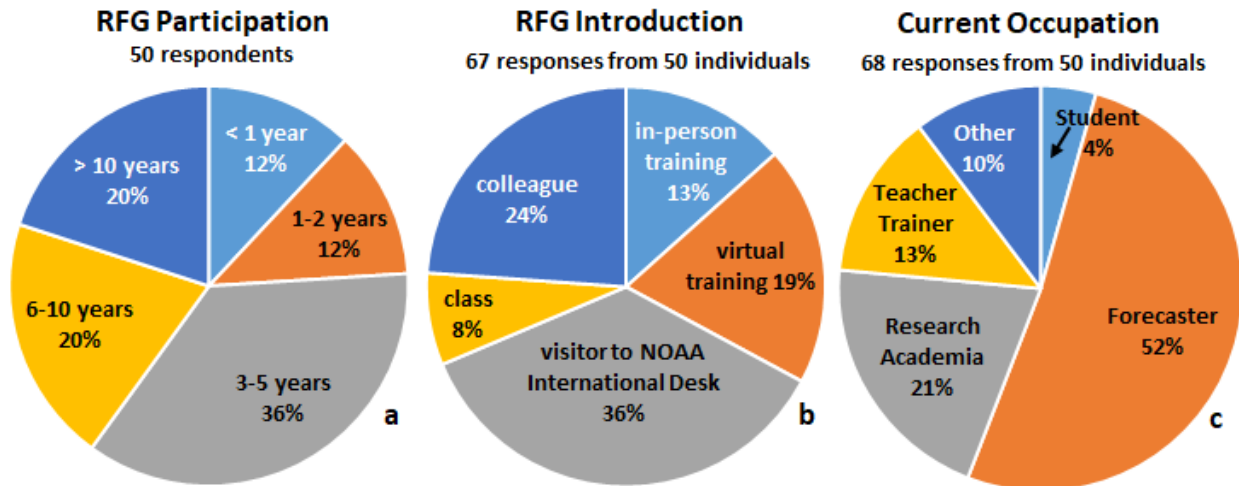 RFG Participation
50 respondents
< 1 year
12%
1-2 years
12%
3-5 years
36%
6-10 years
20%
> 10 years
20%
a
RFG Introduction
67 responses from 50 individuals
in-person
training
13%
virtual
training 19%
visitor to NOAA
International Desk
36%
class
8%
colleague
24%
b
Current Occupation
68 responses from 50 individuals
Student
4%
Forecaster
52%
Research
Academia
21%
Teacher
Trainer
13%
Other
10%
c